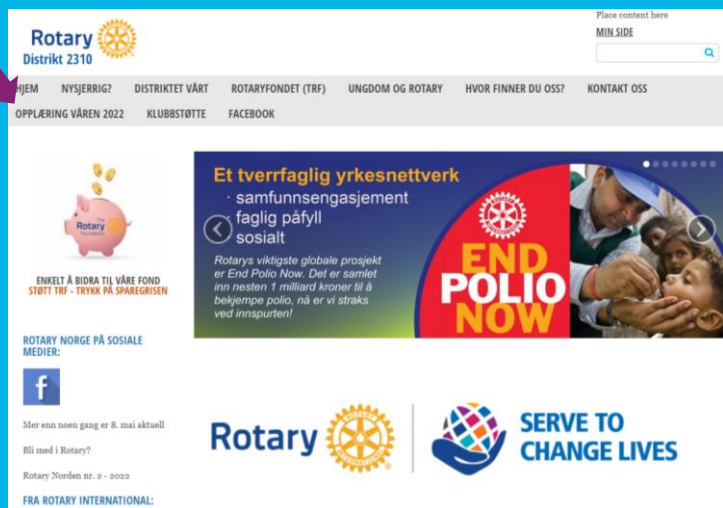 Place content here
MIN SIDE
Rotary
Distrikt 2310
HJEM NYSJERRIG? DISTRIKTET VÅRT ROTARYFONDET (TRF) UNGDOM OG ROTARY HVOR FINNER DU OSS? KONTAKT OSS
OPPLÆRING VÅREN 2022 KLUBBSTØTTE FACEBOOK
Rotary
ENKELT Å BIDRA TIL VÅRE FOND
STØTT TRF - TRYKK PÅ SPAREGRISEN
Et tverrfaglig yrkesnettverk
· samfunnsengasjement
· faglig påfyll
· sosialt
Rotarys viktigste globale prosjekt
er End Polio Now. Det er samlet
inn nesten 1 milliard kroner til å
bekjempe polio, nå er vi straks
ved innspurten!
END
POLIO
NOW
ROTARY NORGE PÅ SOSIALE
MEDIER:
f
Mer enn noen gang er 8. mai aktuell
Bli med i Rotary?
Rotary Norden nr. 2 - 2022
FRA ROTARY INTERNATIONAL:
Rotary
ROTARY
INTERNATIONAL
SERVE TO
CHANGE LIVES